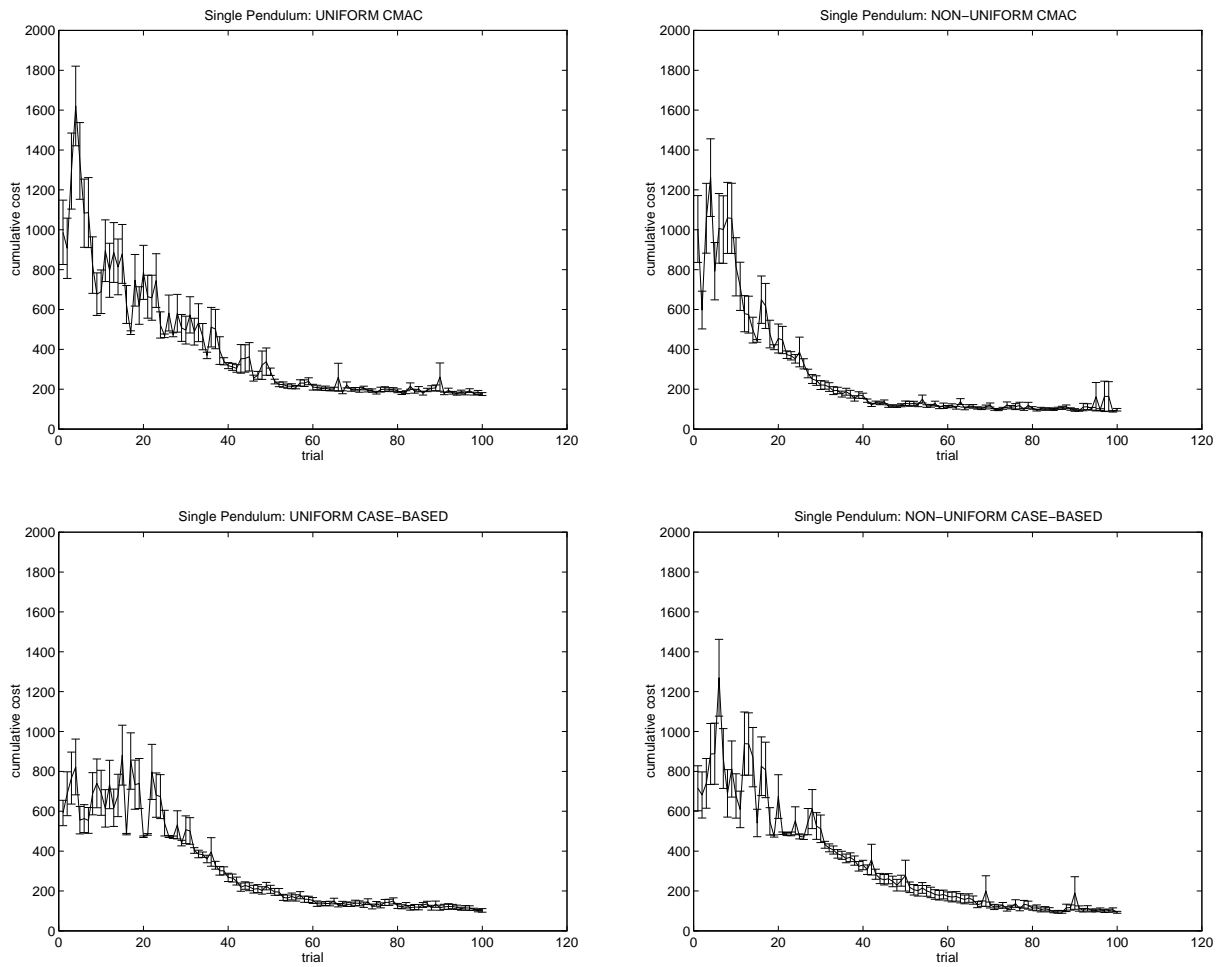 Single Pendulum: UNIFORM CMAC
2000
1800
1600
1400
1200
1000
800
600
400
200
0
cumulative cost
0 20 40 60 80 100 120
trial
Single Pendulum: NON−UNIFORM CMAC
2000
1800
1600
1400
1200
1000
800
600
400
200
0
cumulative cost
0 20 40 60 80 100 120
trial
Single Pendulum: UNIFORM CASE−BASED
2000
1800
1600
1400
1200
1000
800
600
400
200
0
cumulative cost
0 20 40 60 80 100 120
trial
Single Pendulum: NON−UNIFORM CASE−BASED
2000
1800
1600
1400
1200
1000
800
600
400
200
0
cumulative cost
0 20 40 60 80 100 120
trial